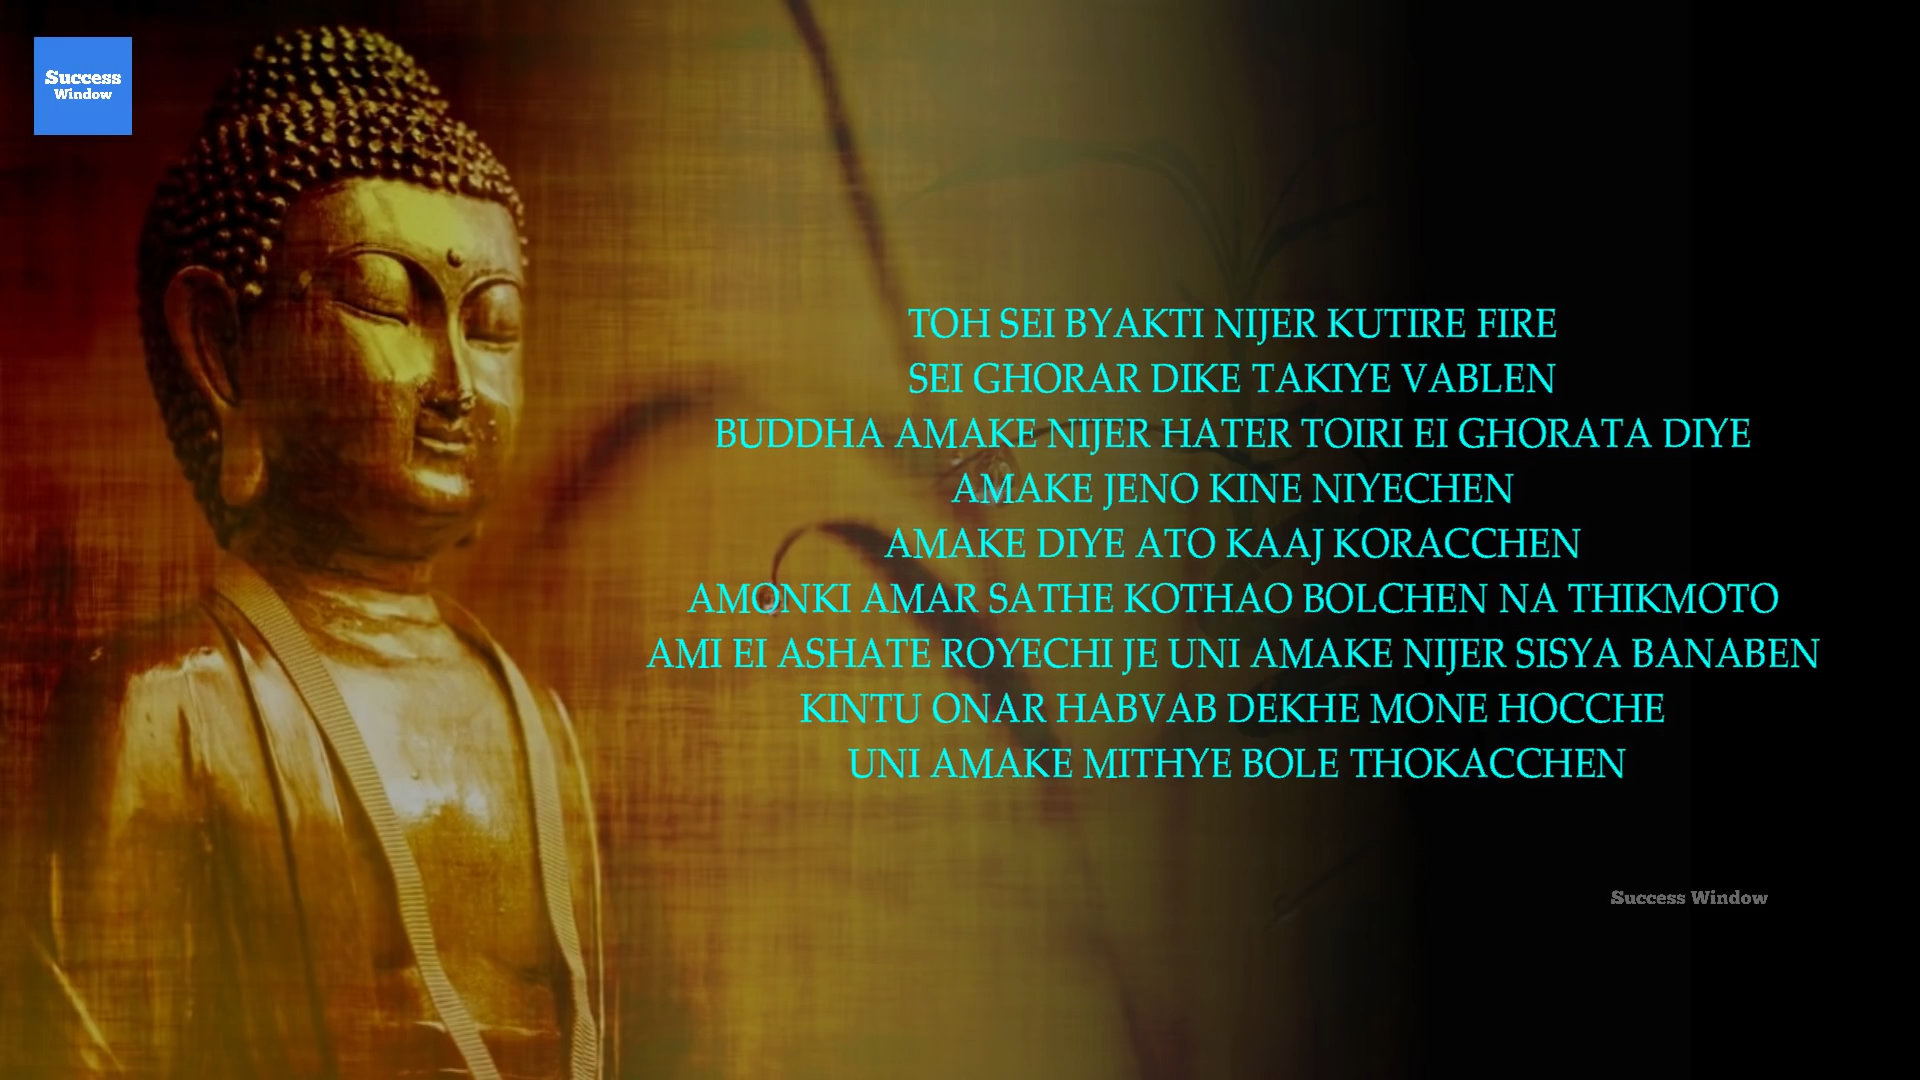 Success
Window
TOH SEI BYAKTI NIJER KUTIRE FIRE
SEI GHORAR DIKE TAKIYE VABLEN
BUDDHA AMAKE NIJER HATER TOIRI EI GHORATA DIYE
AMAKE JENO KINE NIYECHEN
AMAKE DIYE ATO KAAJ KORACCHEN
AMONKI AMAR SATHE KOTHAO BOLCHEN NA THIKMOTO
AMI EI ASHATE ROYECHI JE UNI AMAKE NIJER SISYA BANABEN
KINTU ONAR HABVAB DEKHE MONE HOCCHE
UNI AMAKE MITHYE BOLE THOKACCHEN
Success Window